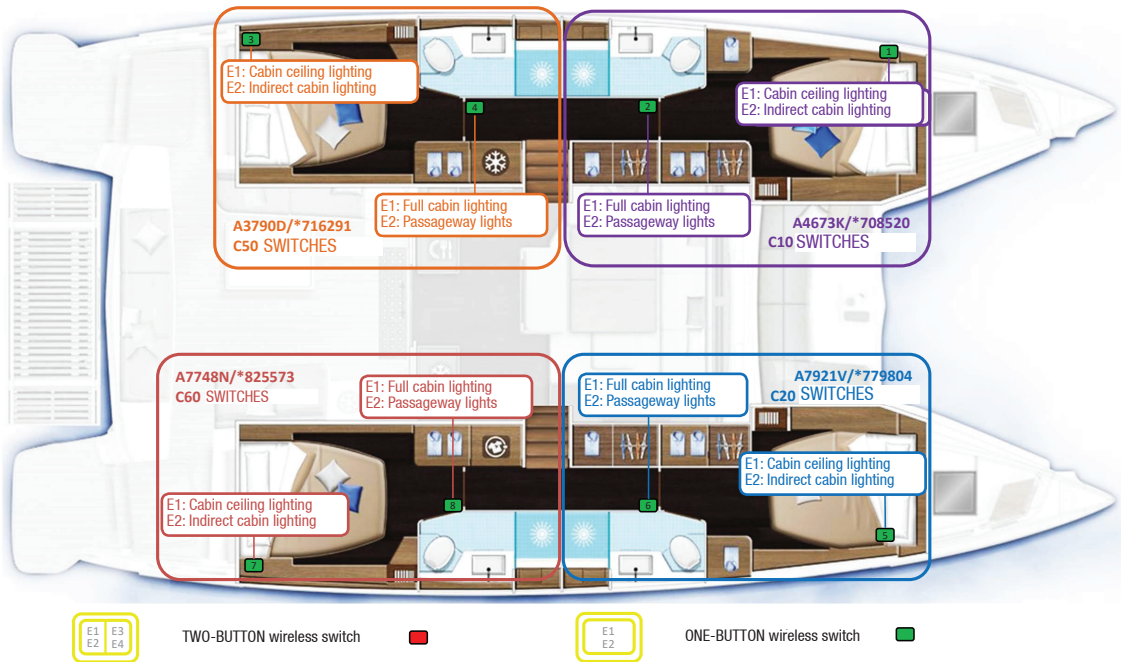 3
E1: Cabin ceiling lighting
E2: Indirect cabin lighting
4
2
1
E1: Cabin ceiling lighting
E2: Indirect cabin lighting
E1: Full cabin lighting
E2: Passageway lights
E1: Full cabin lighting
E2: Passageway lights
A3790D/*716291
C50 SWITCHES
A4673K/*708520
C10 SWITCHES
A7748N/*825573
C60 SWITCHES
E1: Full cabin lighting
E2: Passageway lights
E1: Full cabin lighting
E2: Passageway lights
A7921V/*779804
C20 SWITCHES
E1: Cabin ceiling lighting
E2: Indirect cabin lighting
E1: Cabin ceiling lighting
E2: Indirect cabin lighting
8
6
5
7
E1 E3
E2 E4
TWO-BUTTON wireless switch
E1
E2
ONE-BUTTON wireless switch